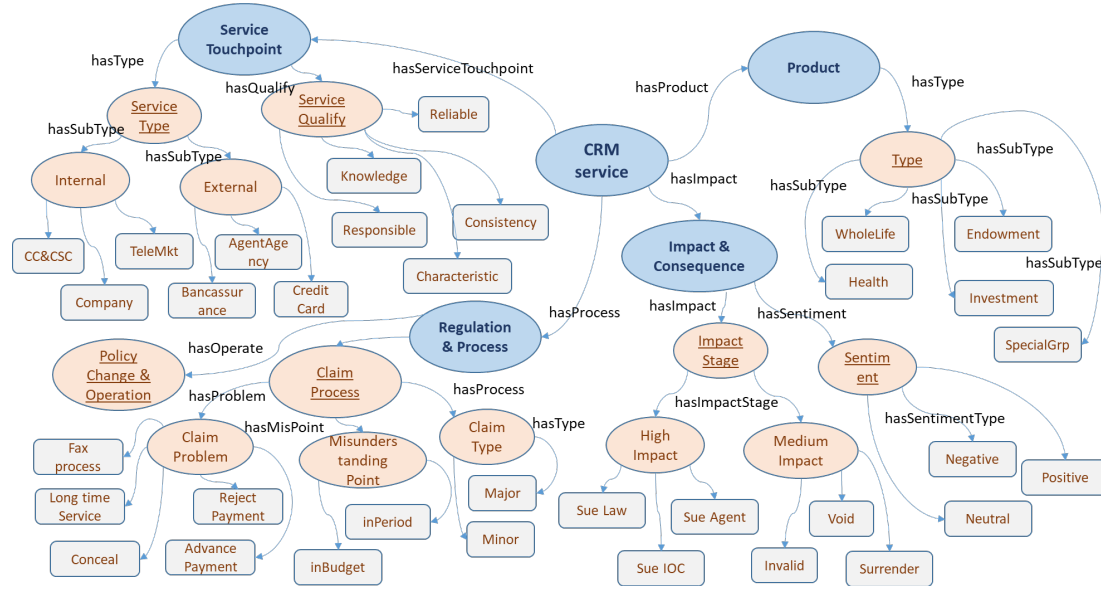 Service
Touchpoint
Product
hasType
hasServiceTouchpoint
hasProduct
hasType
hasQualify
Service
Type
Service
Qualify
Reliable
hasSubType
hasSubType
CRM
service
Type
hasSubType
Internal
External
Knowledge
hasImpact
hasSubType
hasSubType
CC&CSC
TeleMkt
AgentAge
ncy
Responsible
Consistency
Impact &
Consequence
WholeLife
Endowment
Company
Bancassur
ance
Credit
Card
Characteristic
Health
Investment
hasSubType
hasProcess
hasImpact
hasSentiment
Regulation
& Process
SpecialGrp
hasOperate
Policy
Change &
Operation
Claim
Process
Impact
Stage
Sentim
ent
hasProblem
hasProcess
hasImpactStage
hasMisPoint
hasType
hasSentimentType
Claim
Problem
Misunders
tanding
Point
Claim
Type
High
Impact
Medium
Impact
Fax
process
Negative
Positive
Long time
Service
Reject
Payment
Major
inPeriod
Sue Law
Sue Agent
Void
Neutral
Conceal
Advance
Payment
inBudget
Minor
Sue IOC
Invalid
Surrender